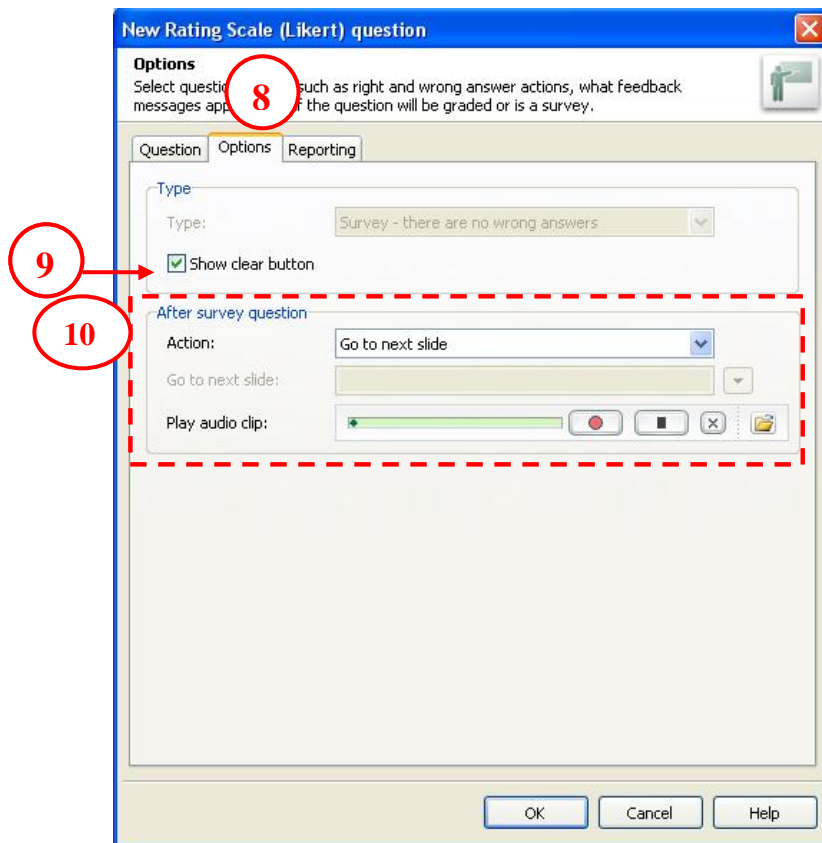 New Rating Scale (Likert) question
Options
Select questio such as right and wrong answer actions, what feedback
messages app f the question will be graded or is a survey.
8
Question Options Reporting
Type
Type: Survey - there are no wrong answers
9
Show clear button
10
After survey question
Action: Go to next slide
Go to next slide:
Play audio clip:
OK Cancel Help